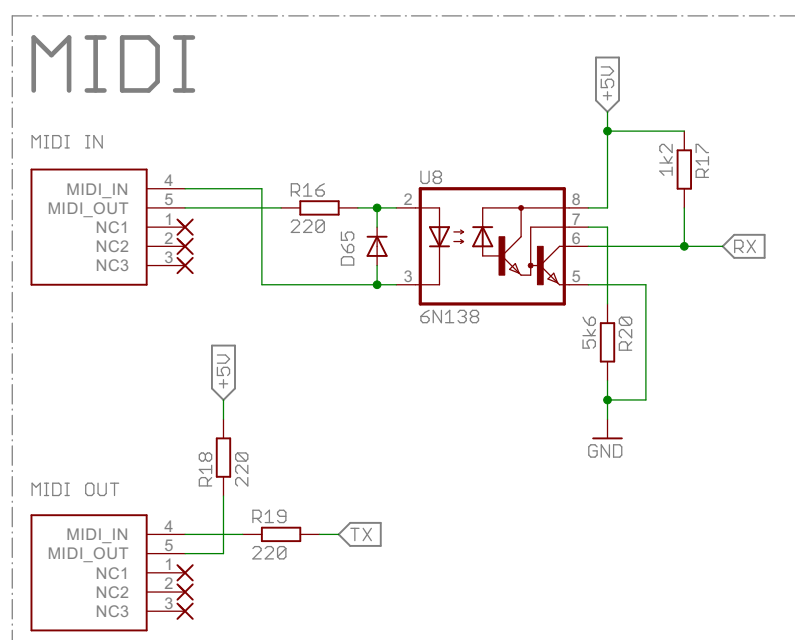 MIDI
+5V
MIDI IN
1k2
R17
MIDI_IN 4
MIDI_OUT 5
NC1 1
NC2 2
NC3 3
R16
220
D65
U8
2
3
8
7
6
5
6N138
RX
5k6
R20
GND
+5V
R18
220
MIDI OUT
MIDI_IN 4
MIDI_OUT 5
NC1 1
NC2 2
NC3 3
R19
220
TX